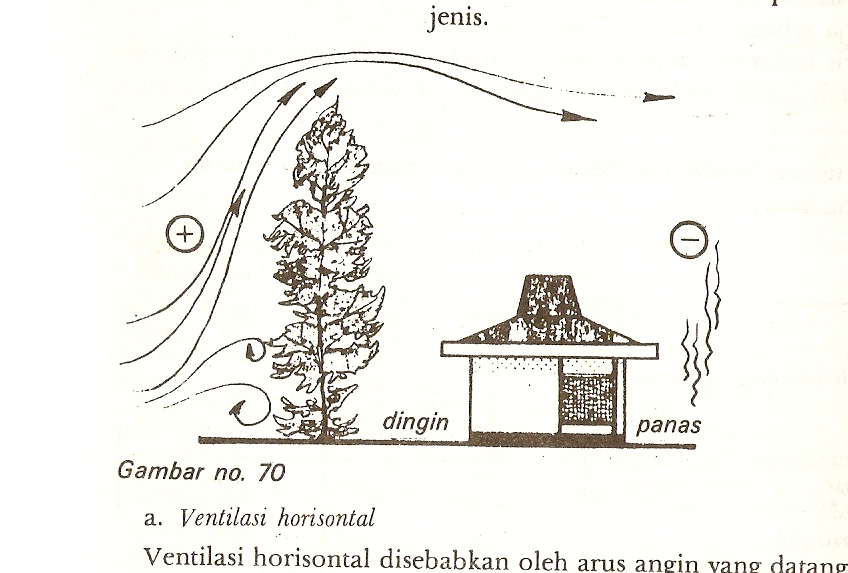 jenis.
+
−
dingin
panas
Gambar no. 70
a. Ventilasi horisontal
Ventilasi horisontal disebabkan oleh arus angin yang datang